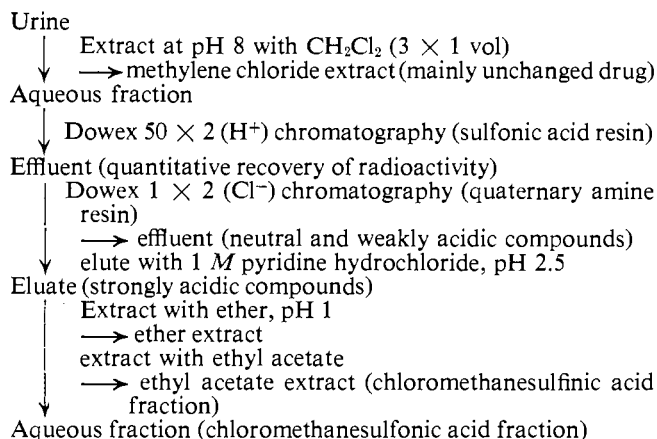 Urine
Extract at pH 8 with CH₂Cl₂ (3 × 1 vol)
⟶ methylene chloride extract (mainly unchanged drug)
Aqueous fraction
Dowex 50 × 2 (H⁺) chromatography (sulfonic acid resin)
Effluent (quantitative recovery of radioactivity)
Dowex 1 × 2 (Cl⁻) chromatography (quaternary amine
resin)
⟶ effluent (neutral and weakly acidic compounds)
elute with 1 M pyridine hydrochloride, pH 2.5
Eluate (strongly acidic compounds)
Extract with ether, pH 1
⟶ ether extract
extract with ethyl acetate
⟶ ethyl acetate extract (chloromethanesulfinic acid
fraction)
Aqueous fraction (chloromethanesulfonic acid fraction)